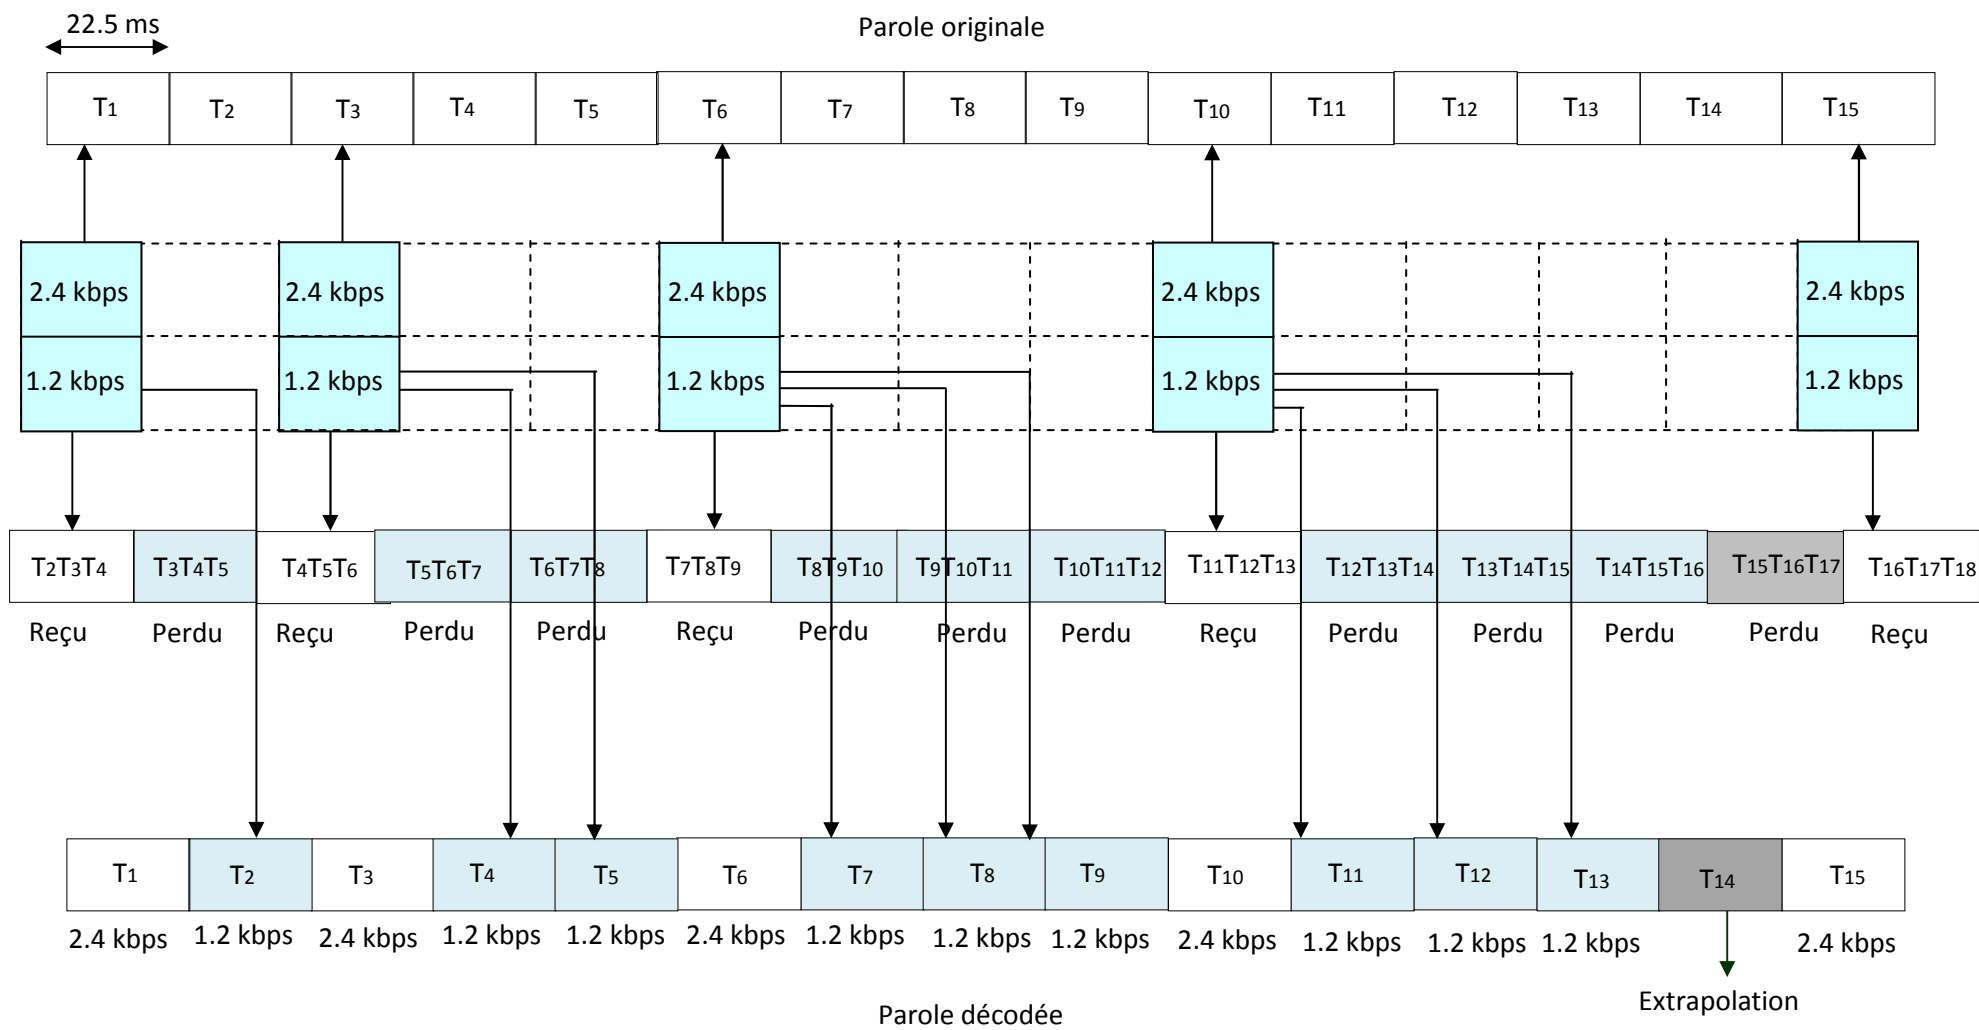 22.5 ms
Parole originale
T1 T2 T3 T4 T5 T6 T7 T8 T9 T10 T11 T12 T13 T14 T15
2.4 kbps 2.4 kbps 2.4 kbps 2.4 kbps 2.4 kbps
1.2 kbps 1.2 kbps 1.2 kbps 1.2 kbps 1.2 kbps
T2T3T4 T3T4T5 T4T5T6 T5T6T7 T6T7T8 T7T8T9 T8T9T10 T9T10T11 T10T11T12 T11T12T13 T12T13T14 T13T14T15 T14T15T16 T15T16T17 T16T17T18
Reçu Perdu Reçu Perdu Perdu Reçu Perdu Perdu Perdu Reçu Perdu Perdu Perdu Perdu Reçu
T1 T2 T3 T4 T5 T6 T7 T8 T9 T10 T11 T12 T13 T14 T15
2.4 kbps 1.2 kbps 2.4 kbps 1.2 kbps 1.2 kbps 2.4 kbps 1.2 kbps 1.2 kbps 1.2 kbps 2.4 kbps 1.2 kbps 1.2 kbps 1.2 kbps 2.4 kbps
Extrapolation
Parole décodée